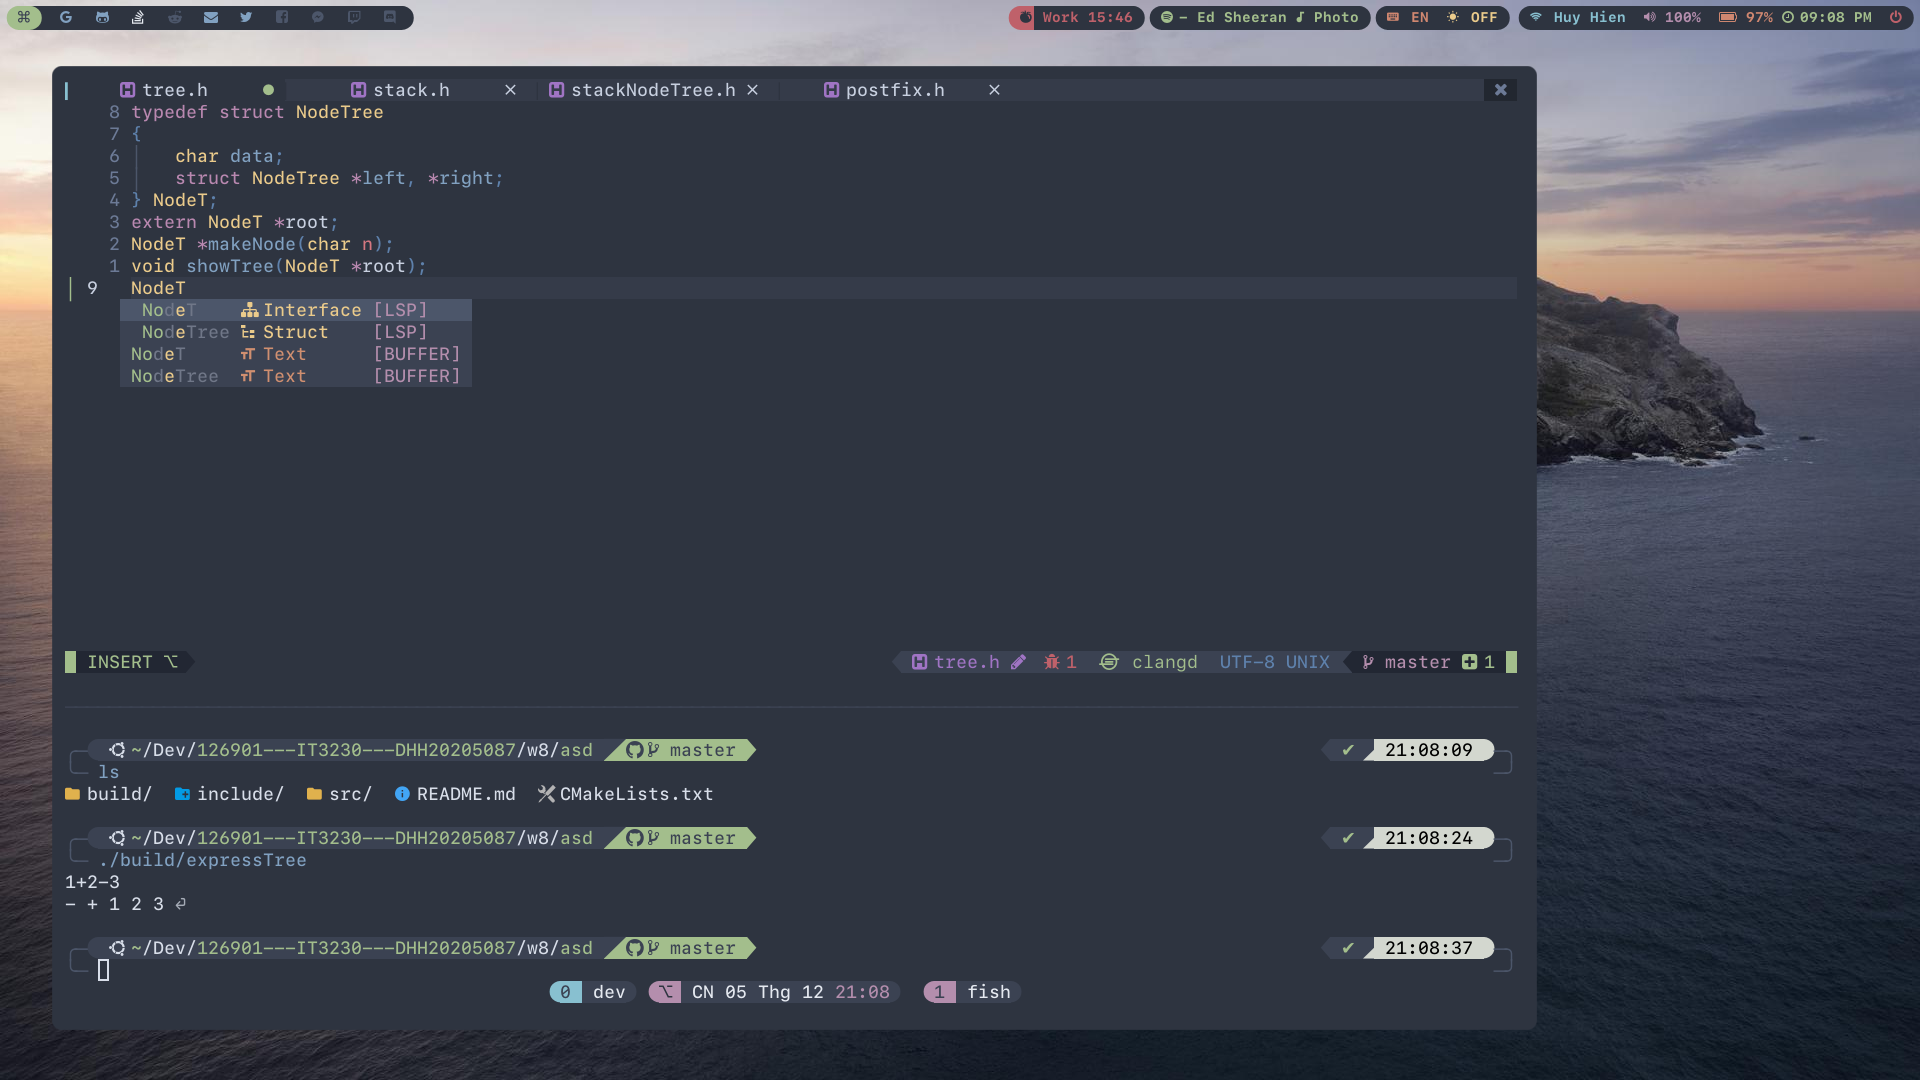 Work 15:46 – Ed Sheeran ♪ Photo EN OFF Huy Hien 100% 97% 09:08 PM
tree.h stack.h × stackNodeTree.h × postfix.h ×
8 typedef struct NodeTree
7 {
6 char data;
5 struct NodeTree *left, *right;
4 } NodeT;
3 extern NodeT *root;
2 NodeT *makeNode(char n);
1 void showTree(NodeT *root);
9 NodeT
NodeT Interface [LSP]
NodeTree Struct [LSP]
NodeT Text [BUFFER]
NodeTree Text [BUFFER]
INSERT ⌥ tree.h 1 clangd UTF-8 UNIX master 1
~/Dev/126901---IT3230---DHH20205087/w8/asd master ✔ 21:08:09
ls
build/ include/ src/ README.md CMakeLists.txt
~/Dev/126901---IT3230---DHH20205087/w8/asd master ✔ 21:08:24
./build/expressTree
1+2-3
- + 1 2 3 ⏎
~/Dev/126901---IT3230---DHH20205087/w8/asd master ✔ 21:08:37
0 dev ⌥ CN 05 Thg 12 21:08 1 fish